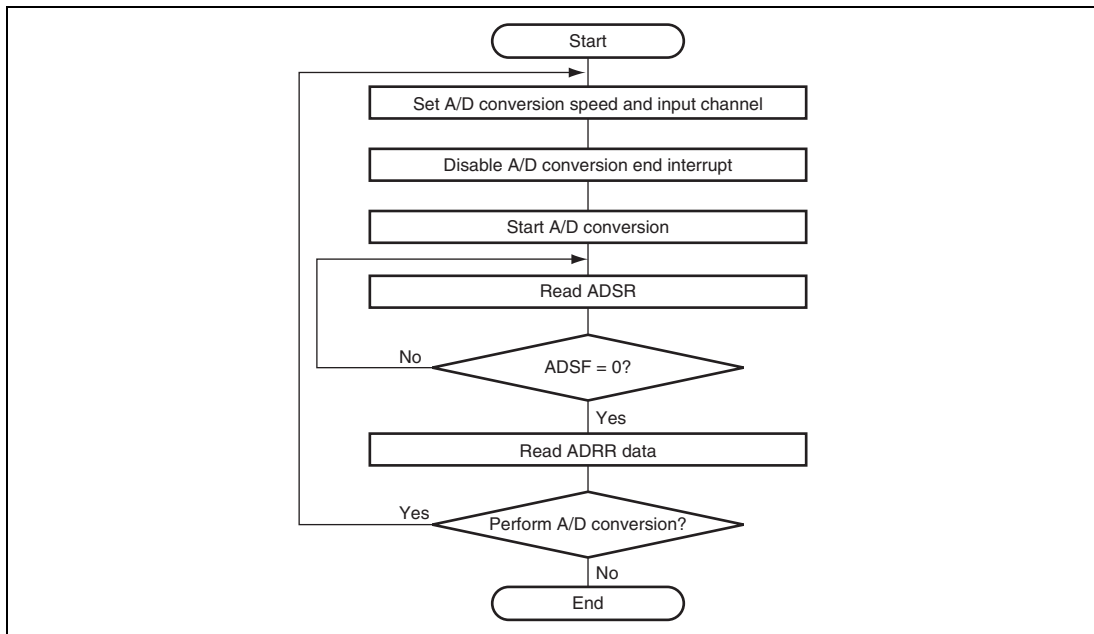 Start
Set A/D conversion speed and input channel
Disable A/D conversion end interrupt
Start A/D conversion
Read ADSR
No
ADSF = 0?
Yes
Read ADRR data
Yes
Perform A/D conversion?
No
End